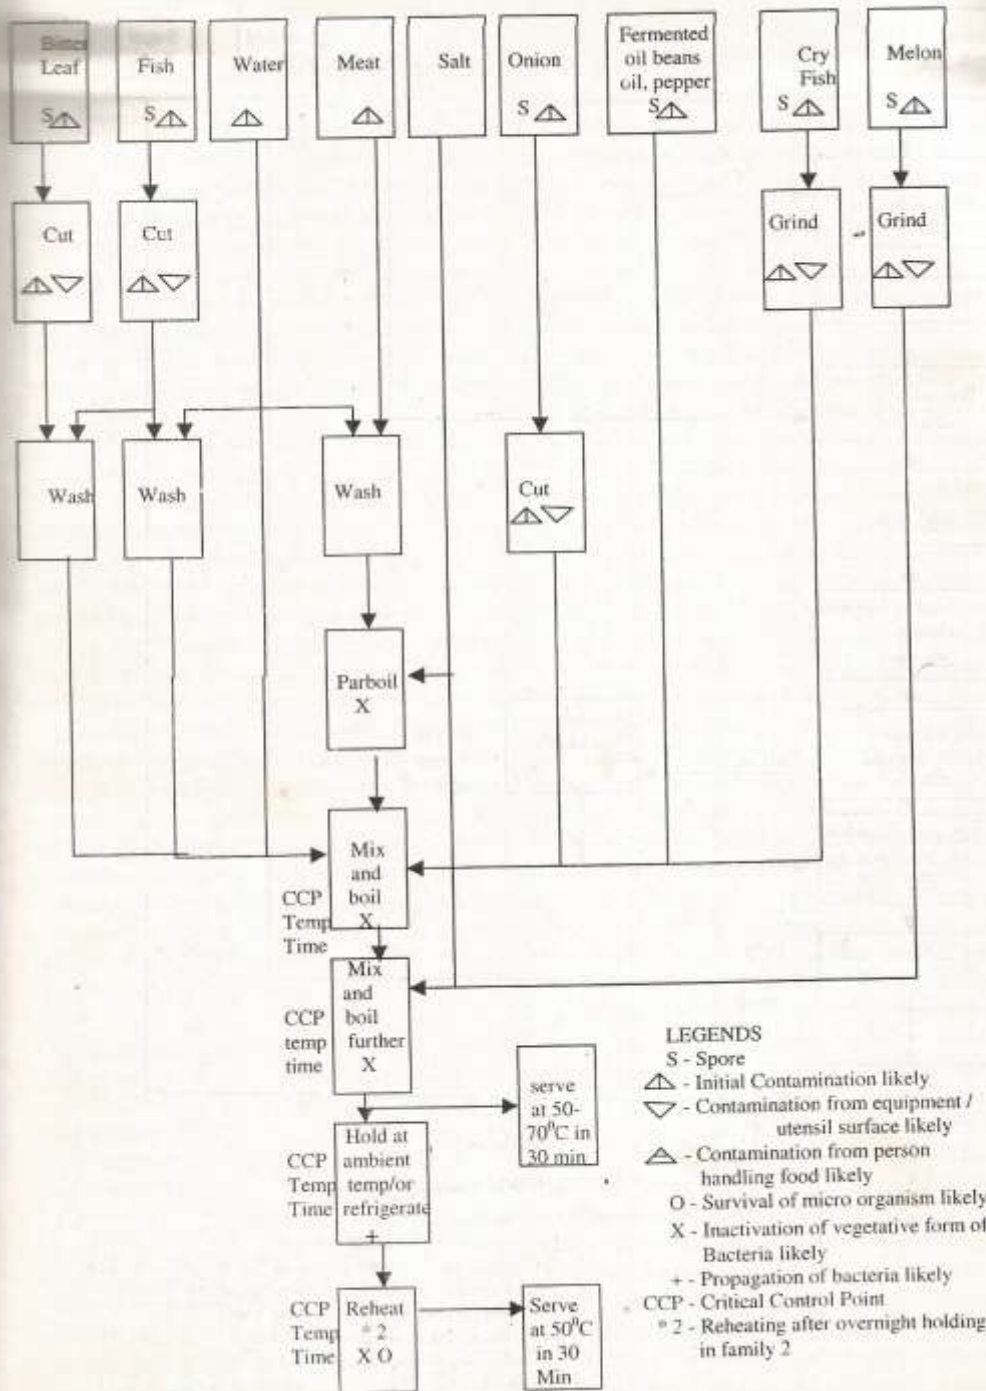 Bitter
Leaf
S
Fish
S
Water
Meat
Salt
Onion
S
Fermented
oil beans
oil, pepper
S
Cry
Fish
S
Melon
S
Cut
Cut
Grind
Grind
Wash
Wash
Wash
Cut
Parboil
X
Mix
and
boil
X
CCP
Temp
Time
Mix
and
boil
further
X
CCP
temp
time
serve
at 50-
70⁰C in
30 min
Hold at
ambient
temp/or
refrigerate
+
CCP
Temp
Time
Reheat
* 2
X O
CCP
Temp
Time
Serve
at 50⁰C
in 30
Min
LEGENDS
S - Spore
- Initial Contamination likely
- Contamination from equipment /
utensil surface likely
- Contamination from person
handling food likely
O - Survival of micro organism likely
X - Inactivation of vegetative form of
Bacteria likely
+ - Propagation of bacteria likely
CCP - Critical Control Point
* 2 - Reheating after overnight holding
in family 2